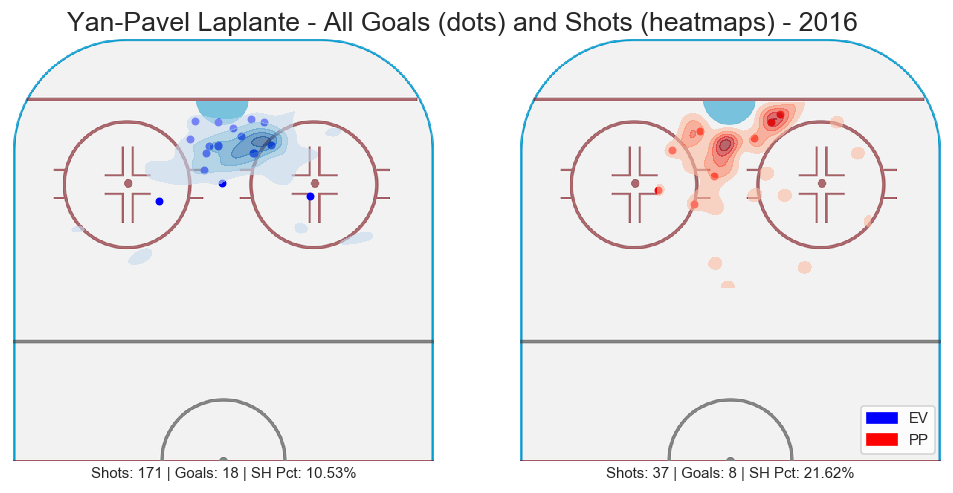 Yan-Pavel Laplante - All Goals (dots) and Shots (heatmaps) - 2016
EV
PP
Shots: 171 | Goals: 18 | SH Pct: 10.53%
Shots: 37 | Goals: 8 | SH Pct: 21.62%